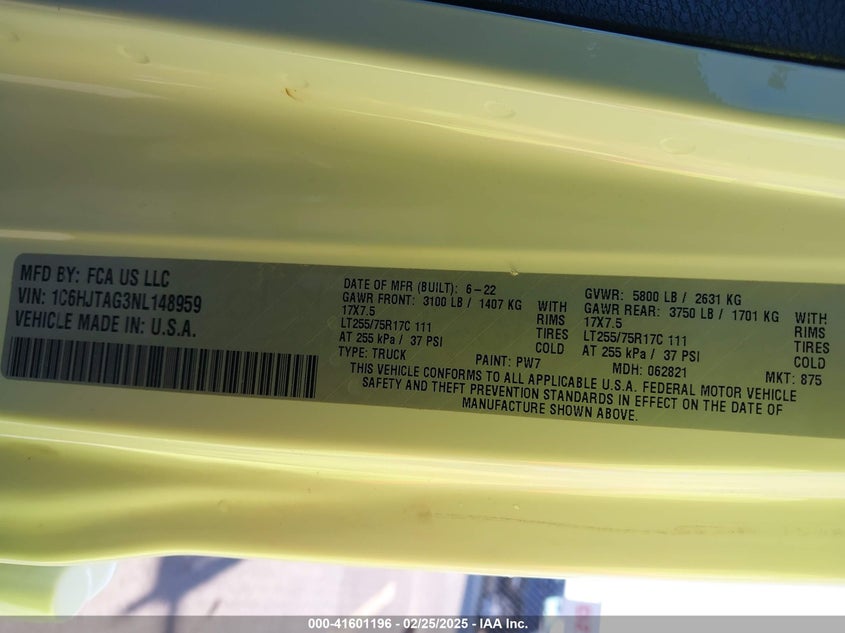 MFD BY: FCA US LLC
VIN: 1C6HJTAG3NL148959
VEHICLE MADE IN: U.S.A.
DATE OF MFR (BUILT): 6-22
GAWR FRONT: 3100 LB / 1407 KG WITH
17X7.5 RIMS
LT255/75R17C 111 TIRES
AT 255 kPa / 37 PSI COLD
TYPE: TRUCK PAINT: PW7
GVWR: 5800 LB / 2631 KG
GAWR REAR: 3750 LB / 1701 KG WITH
17X7.5 RIMS
LT255/75R17C 111 TIRES
AT 255 kPa / 37 PSI COLD
MDH: 062821 MKT: 875
THIS VEHICLE CONFORMS TO ALL APPLICABLE U.S.A. FEDERAL MOTOR VEHICLE
SAFETY AND THEFT PREVENTION STANDARDS IN EFFECT ON THE DATE OF
MANUFACTURE SHOWN ABOVE.
000-41601196 - 02/25/2025 - IAA Inc.